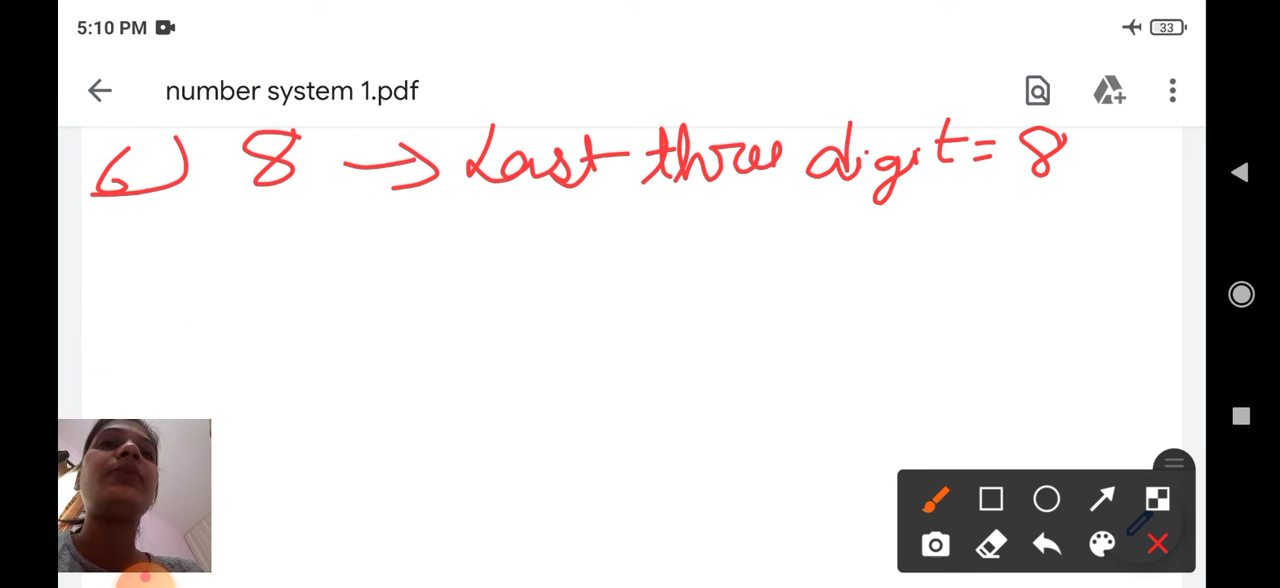 5:10 PM
33
number system 1.pdf
6) 8 → Last three digit = 8